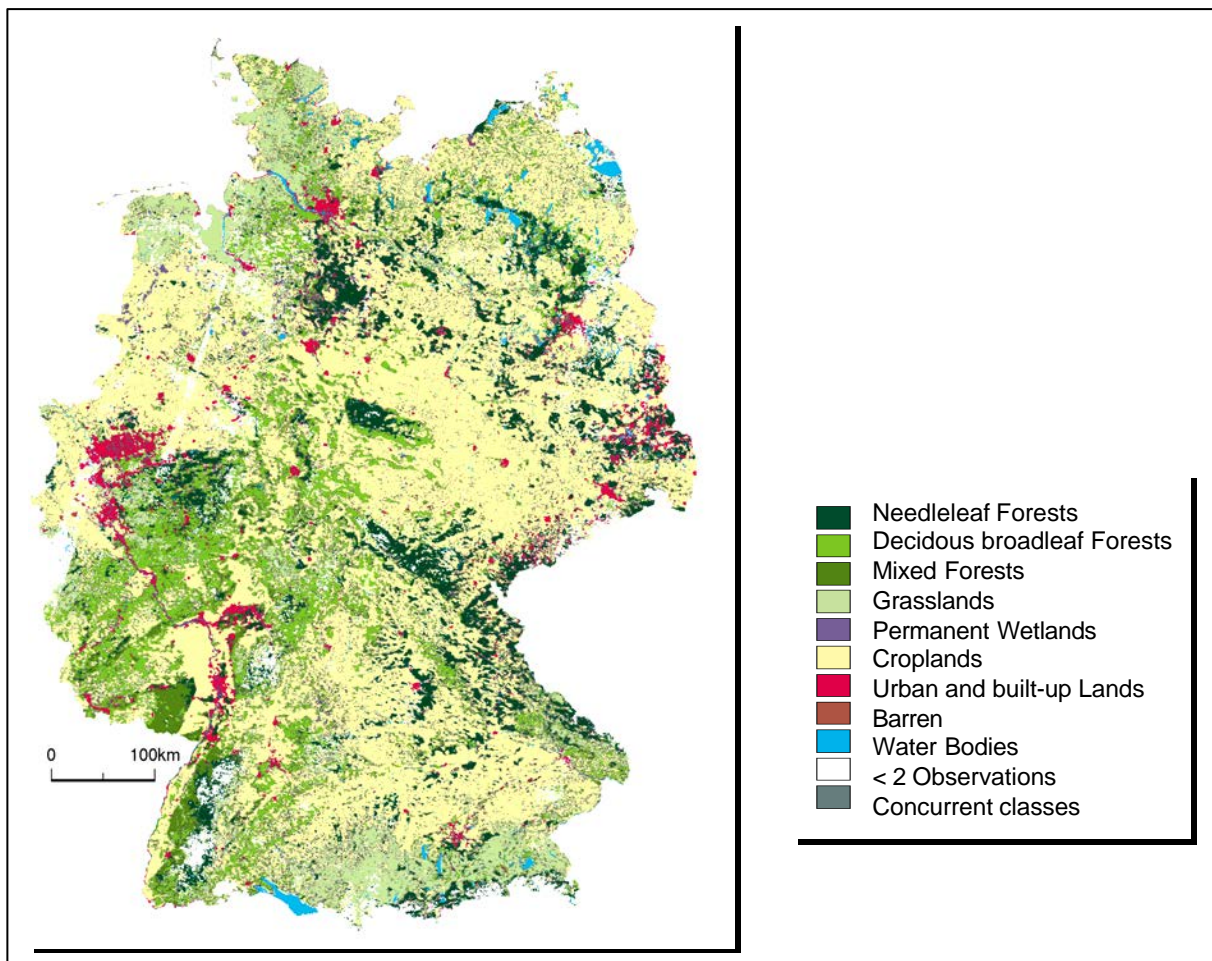 0 100km
Needleleaf Forests
Decidous broadleaf Forests
Mixed Forests
Grasslands
Permanent Wetlands
Croplands
Urban and built-up Lands
Barren
Water Bodies
< 2 Observations
Concurrent classes